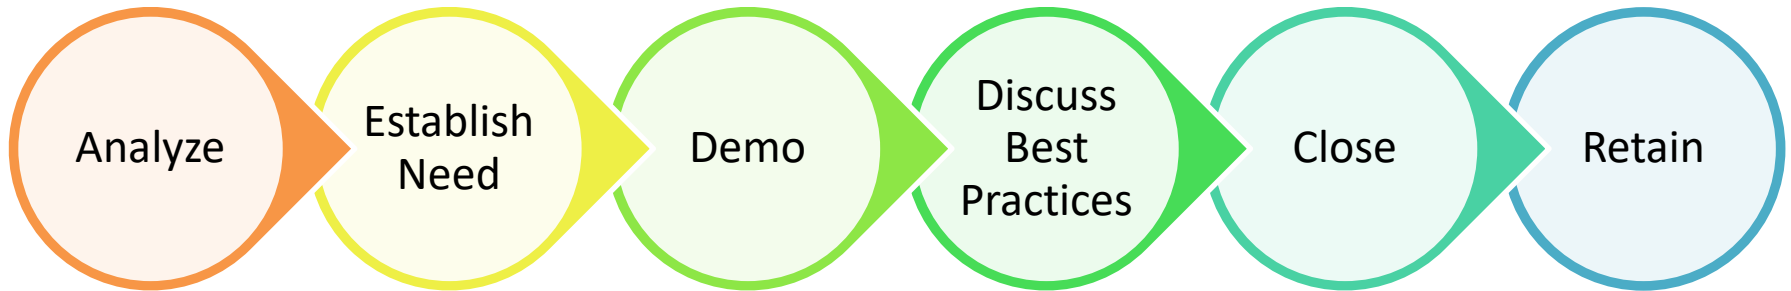 Analyze
Establish
Need
Demo
Discuss
Best
Practices
Close
Retain